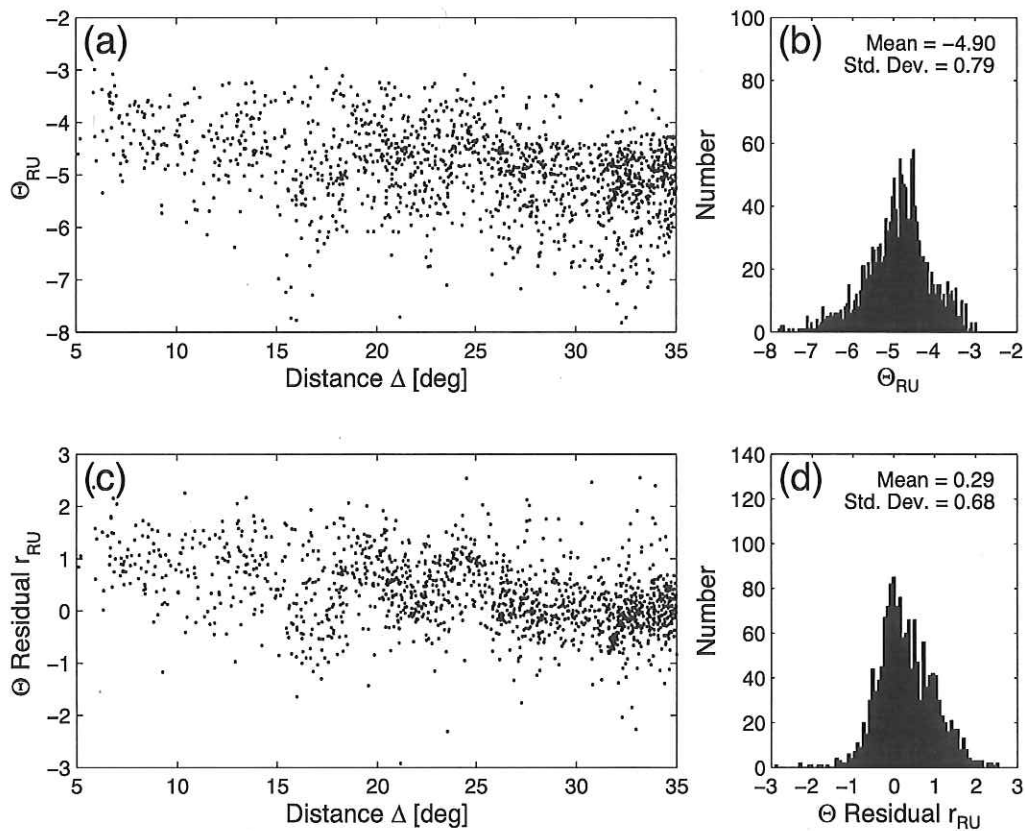 (a)
Θ_RU
−2
−3
−4
−5
−6
−7
−8
5 10 15 20 25 30 35
Distance Δ [deg]
(b)
Mean = −4.90
Std. Dev. = 0.79
Number
100
80
60
40
20
0
−8 −7 −6 −5 −4 −3 −2
Θ_RU
(c)
Θ Residual r_RU
3
2
1
0
−1
−2
−3
5 10 15 20 25 30 35
Distance Δ [deg]
(d)
Mean = 0.29
Std. Dev. = 0.68
Number
140
120
100
80
60
40
20
0
−3 −2 −1 0 1 2 3
Θ Residual r_RU